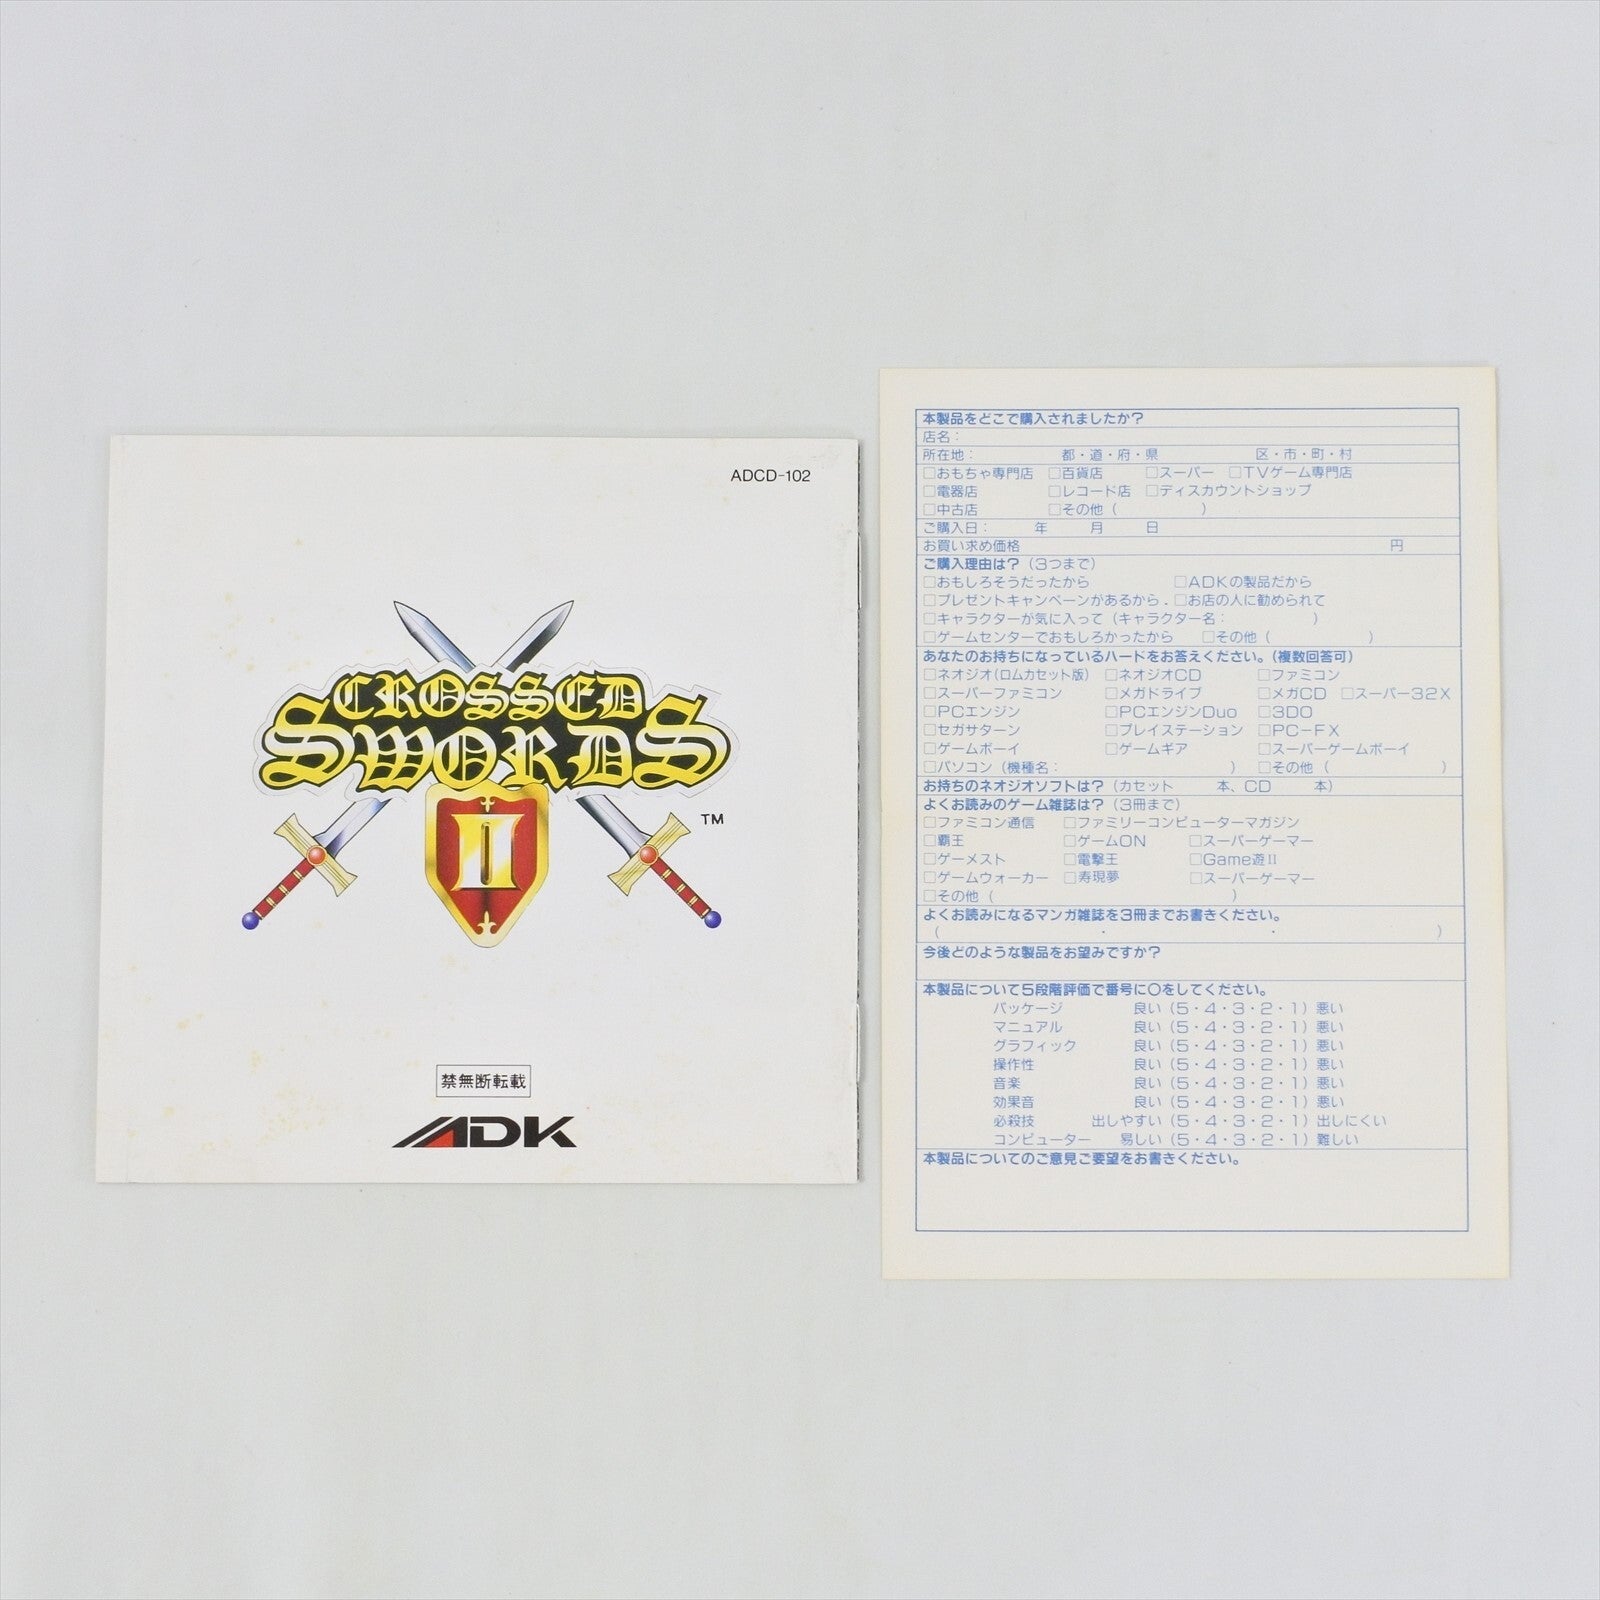 ADCD-102
CROSSED
SWORDS
II
TM
禁無断転載
ADK
本製品をどこで購入されましたか?
店名:
所在地: 都・道・府・県 区・市・町・村
□おもちゃ専門店 □百貨店 □スーパー □TVゲーム専門店
□電器店 □レコード店 □ディスカウントショップ
□中古店 □その他( )
ご購入日: 年 月 日
お買い求め価格 円
ご購入理由は?(3つまで)
□おもしろそうだったから □ADKの製品だから
□プレゼントキャンペーンがあるから. □お店の人に勧められて
□キャラクターが気に入って(キャラクター名: )
□ゲームセンターでおもしろかったから □その他( )
あなたのお持ちになっているハードをお答えください。(複数回答可)
□ネオジオ(ロムカセット版) □ネオジオCD □ファミコン
□スーパーファミコン □メガドライブ □メガCD □スーパー32X
□PCエンジン □PCエンジンDuo □3DO
□セガサターン □プレイステーション □PC-FX
□ゲームボーイ □ゲームギア □スーパーゲームボーイ
□パソコン(機種名: ) □その他( )
お持ちのネオジオソフトは?(カセット 本、CD 本)
よくお読みのゲーム雑誌は?(3冊まで)
□ファミコン通信 □ファミリーコンピューターマガジン
□覇王 □ゲームON □スーパーゲーマー
□ゲーメスト □電撃王 □Game遊II
□ゲームウォーカー □寿現夢 □スーパーゲーマー
□その他( )
よくお読みになるマンガ雑誌を3冊までお書きください。
( ・ ・ )
今後どのような製品をお望みですか?
本製品について5段階評価で番号に○をしてください。
パッケージ 良い(5・4・3・2・1)悪い
マニュアル 良い(5・4・3・2・1)悪い
グラフィック 良い(5・4・3・2・1)悪い
操作性 良い(5・4・3・2・1)悪い
音楽 良い(5・4・3・2・1)悪い
効果音 良い(5・4・3・2・1)悪い
必殺技 出しやすい(5・4・3・2・1)出しにくい
コンピューター 易しい(5・4・3・2・1)難しい
本製品についてのご意見ご要望をお書きください。